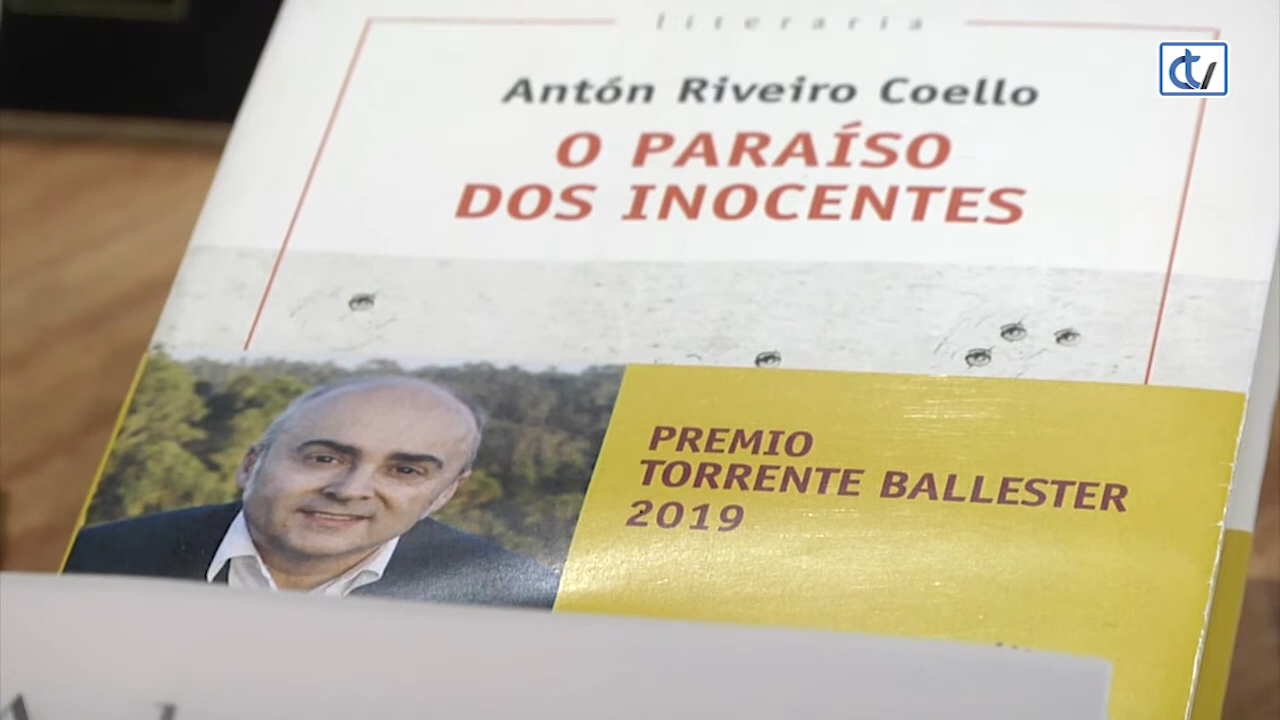 literaria
Antón Riveiro Coello
O PARAÍSO
DOS INOCENTES
PREMIO
TORRENTE BALLESTER
2019